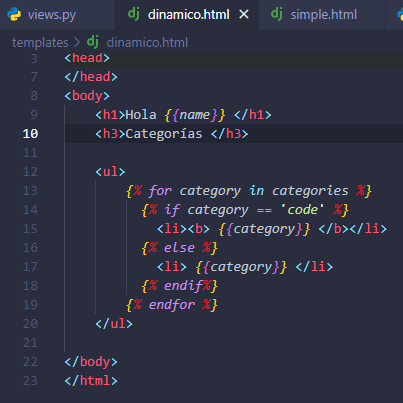 views.py dinamico.html simple.html
templates > dinamico.html
3 <head>
7 </head>
8 <body>
9 <h1>Hola {{name}} </h1>
10 <h3>Categorías </h3>
11
12 <ul>
13 {% for category in categories %}
14 {% if category == 'code' %}
15 <li><b> {{category}} </b></li>
16 {% else %}
17 <li> {{category}} </li>
18 {% endif%}
19 {% endfor %}
20 </ul>
21
22 </body>
23 </html>